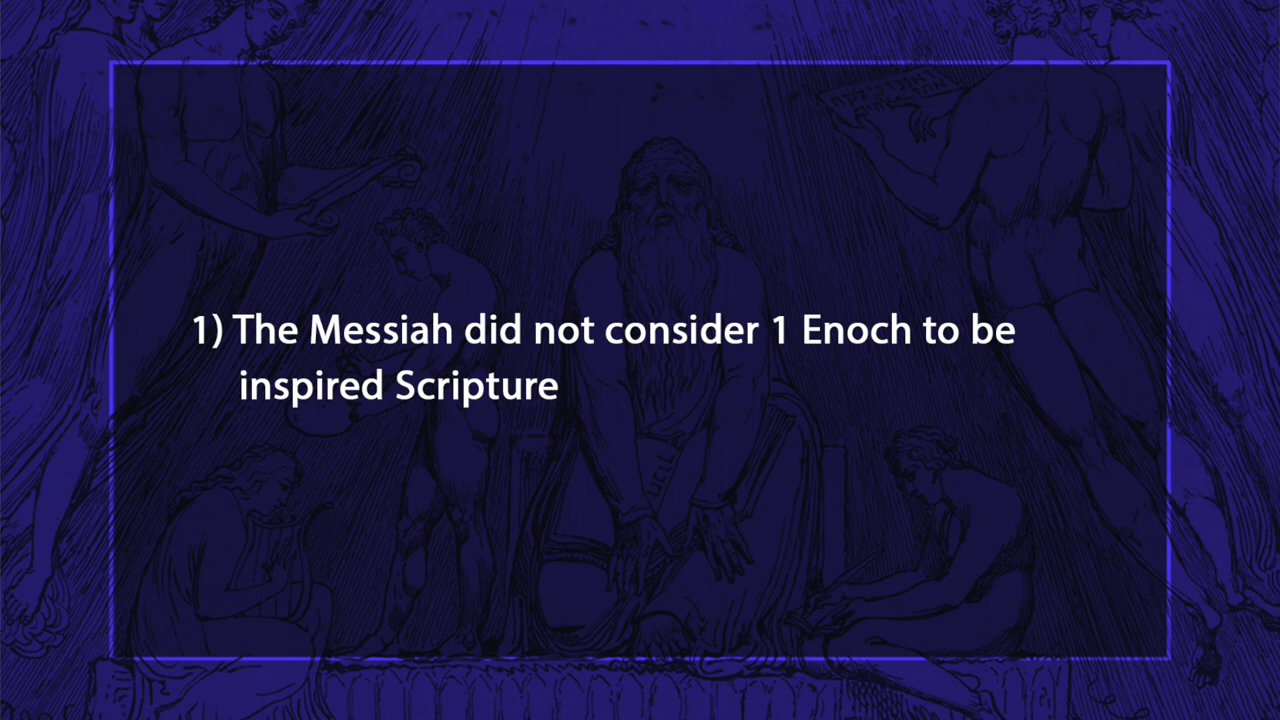 1) The Messiah did not consider 1 Enoch to be
inspired Scripture